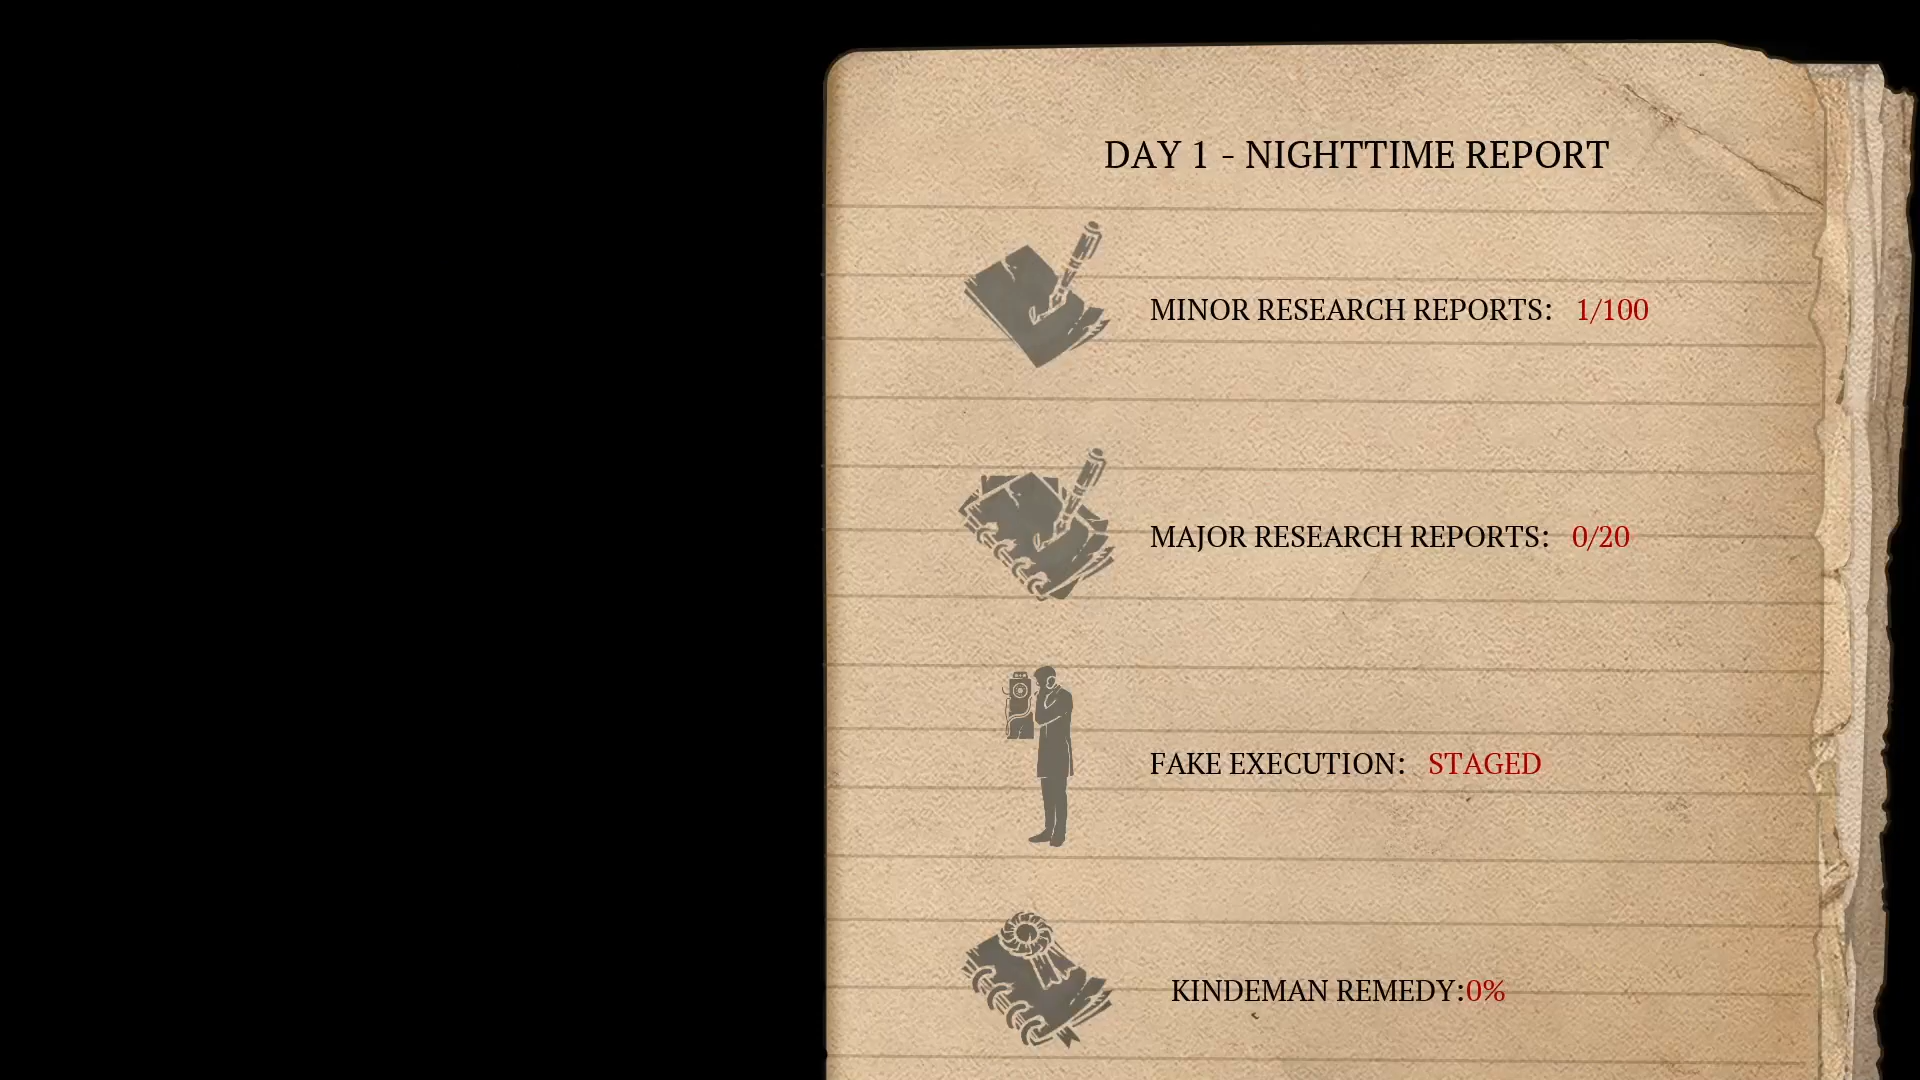 DAY 1 - NIGHTTIME REPORT
MINOR RESEARCH REPORTS: 1/100
MAJOR RESEARCH REPORTS: 0/20
FAKE EXECUTION: STAGED
KINDEMAN REMEDY:0%